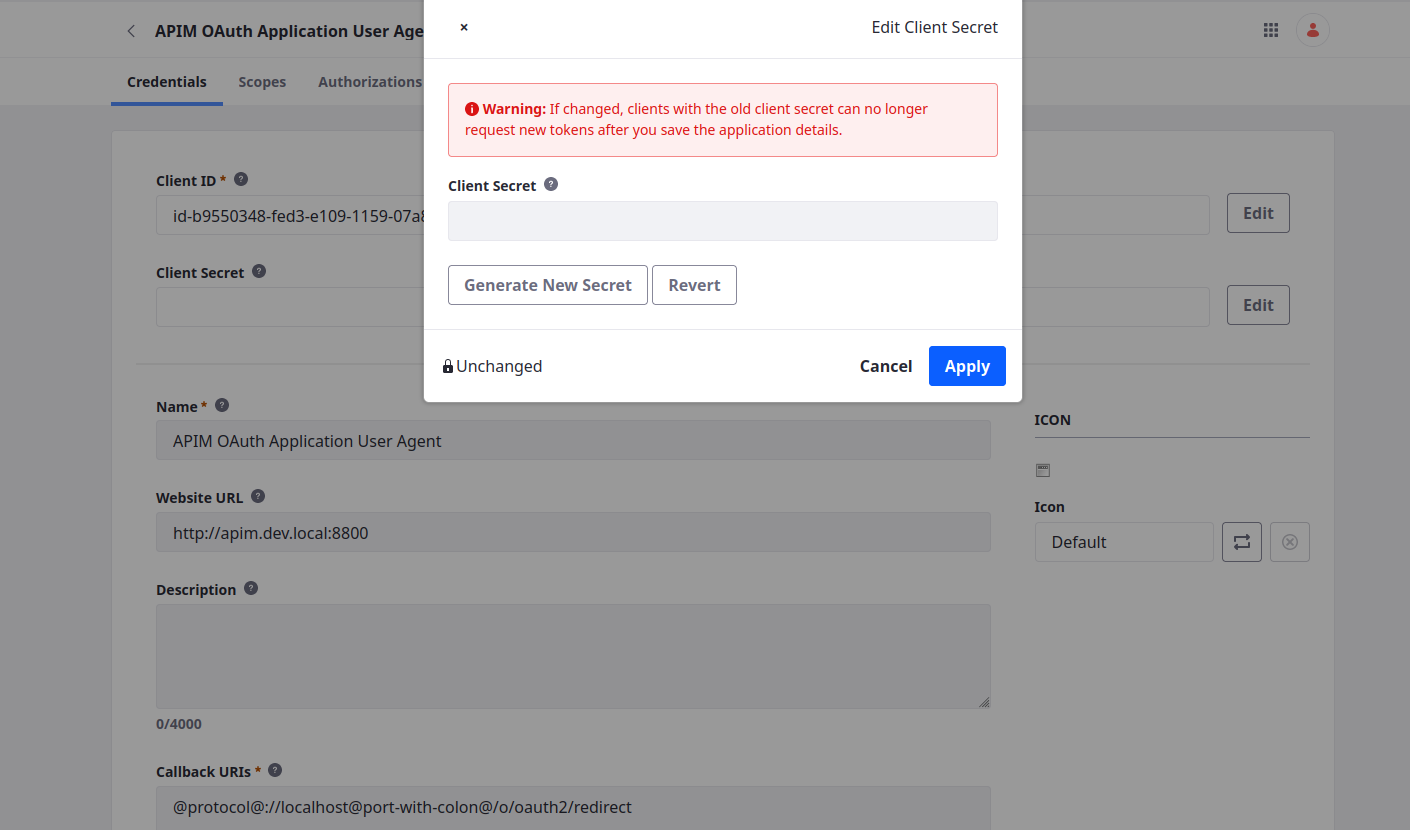 APIM OAuth Application User Age
× Edit Client Secret
Credentials Scopes Authorizations
Warning: If changed, clients with the old client secret can no longer
request new tokens after you save the application details.
Client ID * ?
id-b9550348-fed3-e109-1159-07a8
Edit
Client Secret ?
Generate New Secret Revert
Client Secret ?
Edit
Unchanged
Cancel Apply
Name * ?
APIM OAuth Application User Agent
Website URL ?
http://apim.dev.local:8800
Description ?
0/4000
Callback URIs * ?
@protocol@://localhost@port-with-colon@/o/oauth2/redirect
ICON
Icon
Default